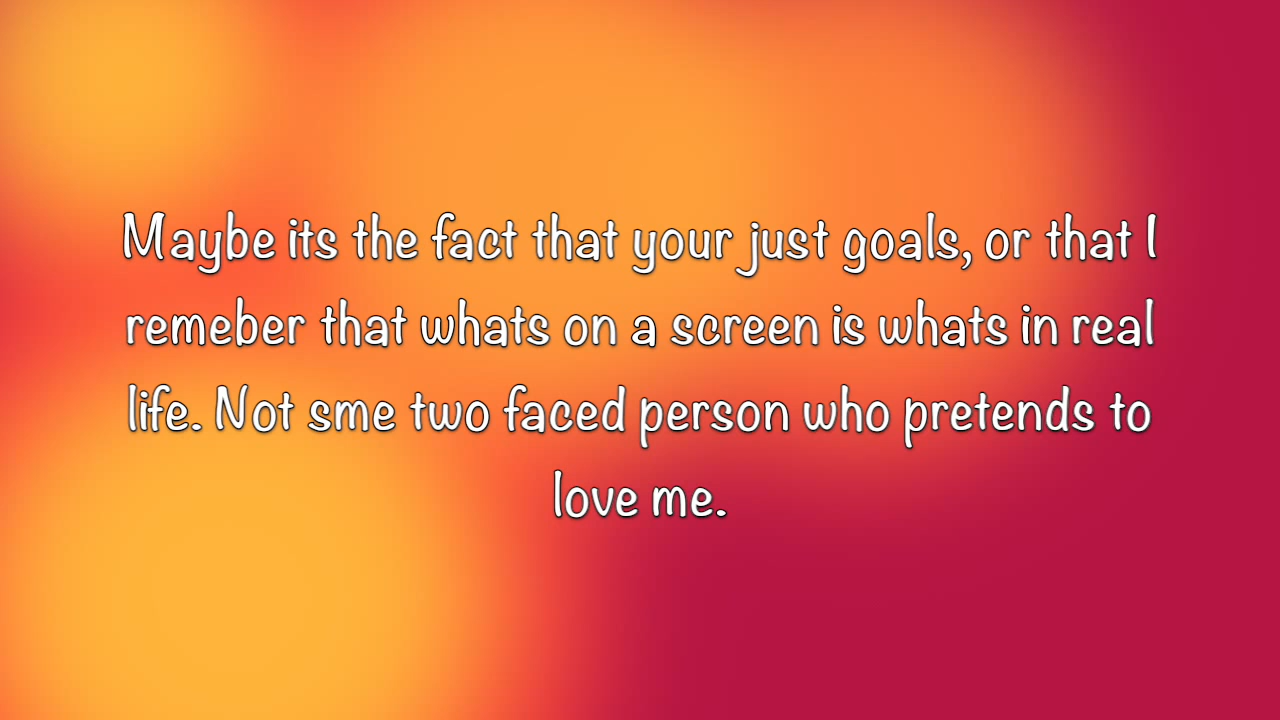 Maybe its the fact that your just goals, or that I
remeber that whats on a screen is whats in real
life. Not sme two faced person who pretends to
love me.